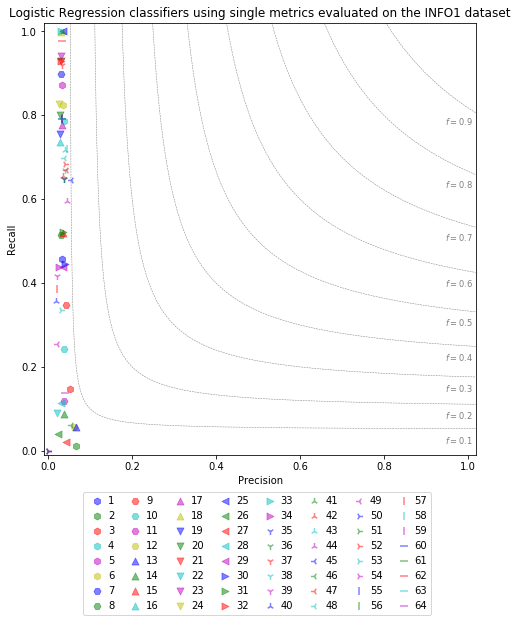 Logistic Regression classifiers using single metrics evaluated on the INFO1 dataset
1.0
0.8
0.6
0.4
0.2
0.0
Recall
f = 0.9
f = 0.8
f = 0.7
f = 0.6
f = 0.5
f = 0.4
f = 0.3
f = 0.2
f = 0.1
0.0 0.2 0.4 0.6 0.8 1.0
Precision
1 9 17 25 33 41 49 57
2 10 18 26 34 42 50 58
3 11 19 27 35 43 51 59
4 12 20 28 36 44 52 60
5 13 21 29 37 45 53 61
6 14 22 30 38 46 54 62
7 15 23 31 39 47 55 63
8 16 24 32 40 48 56 64